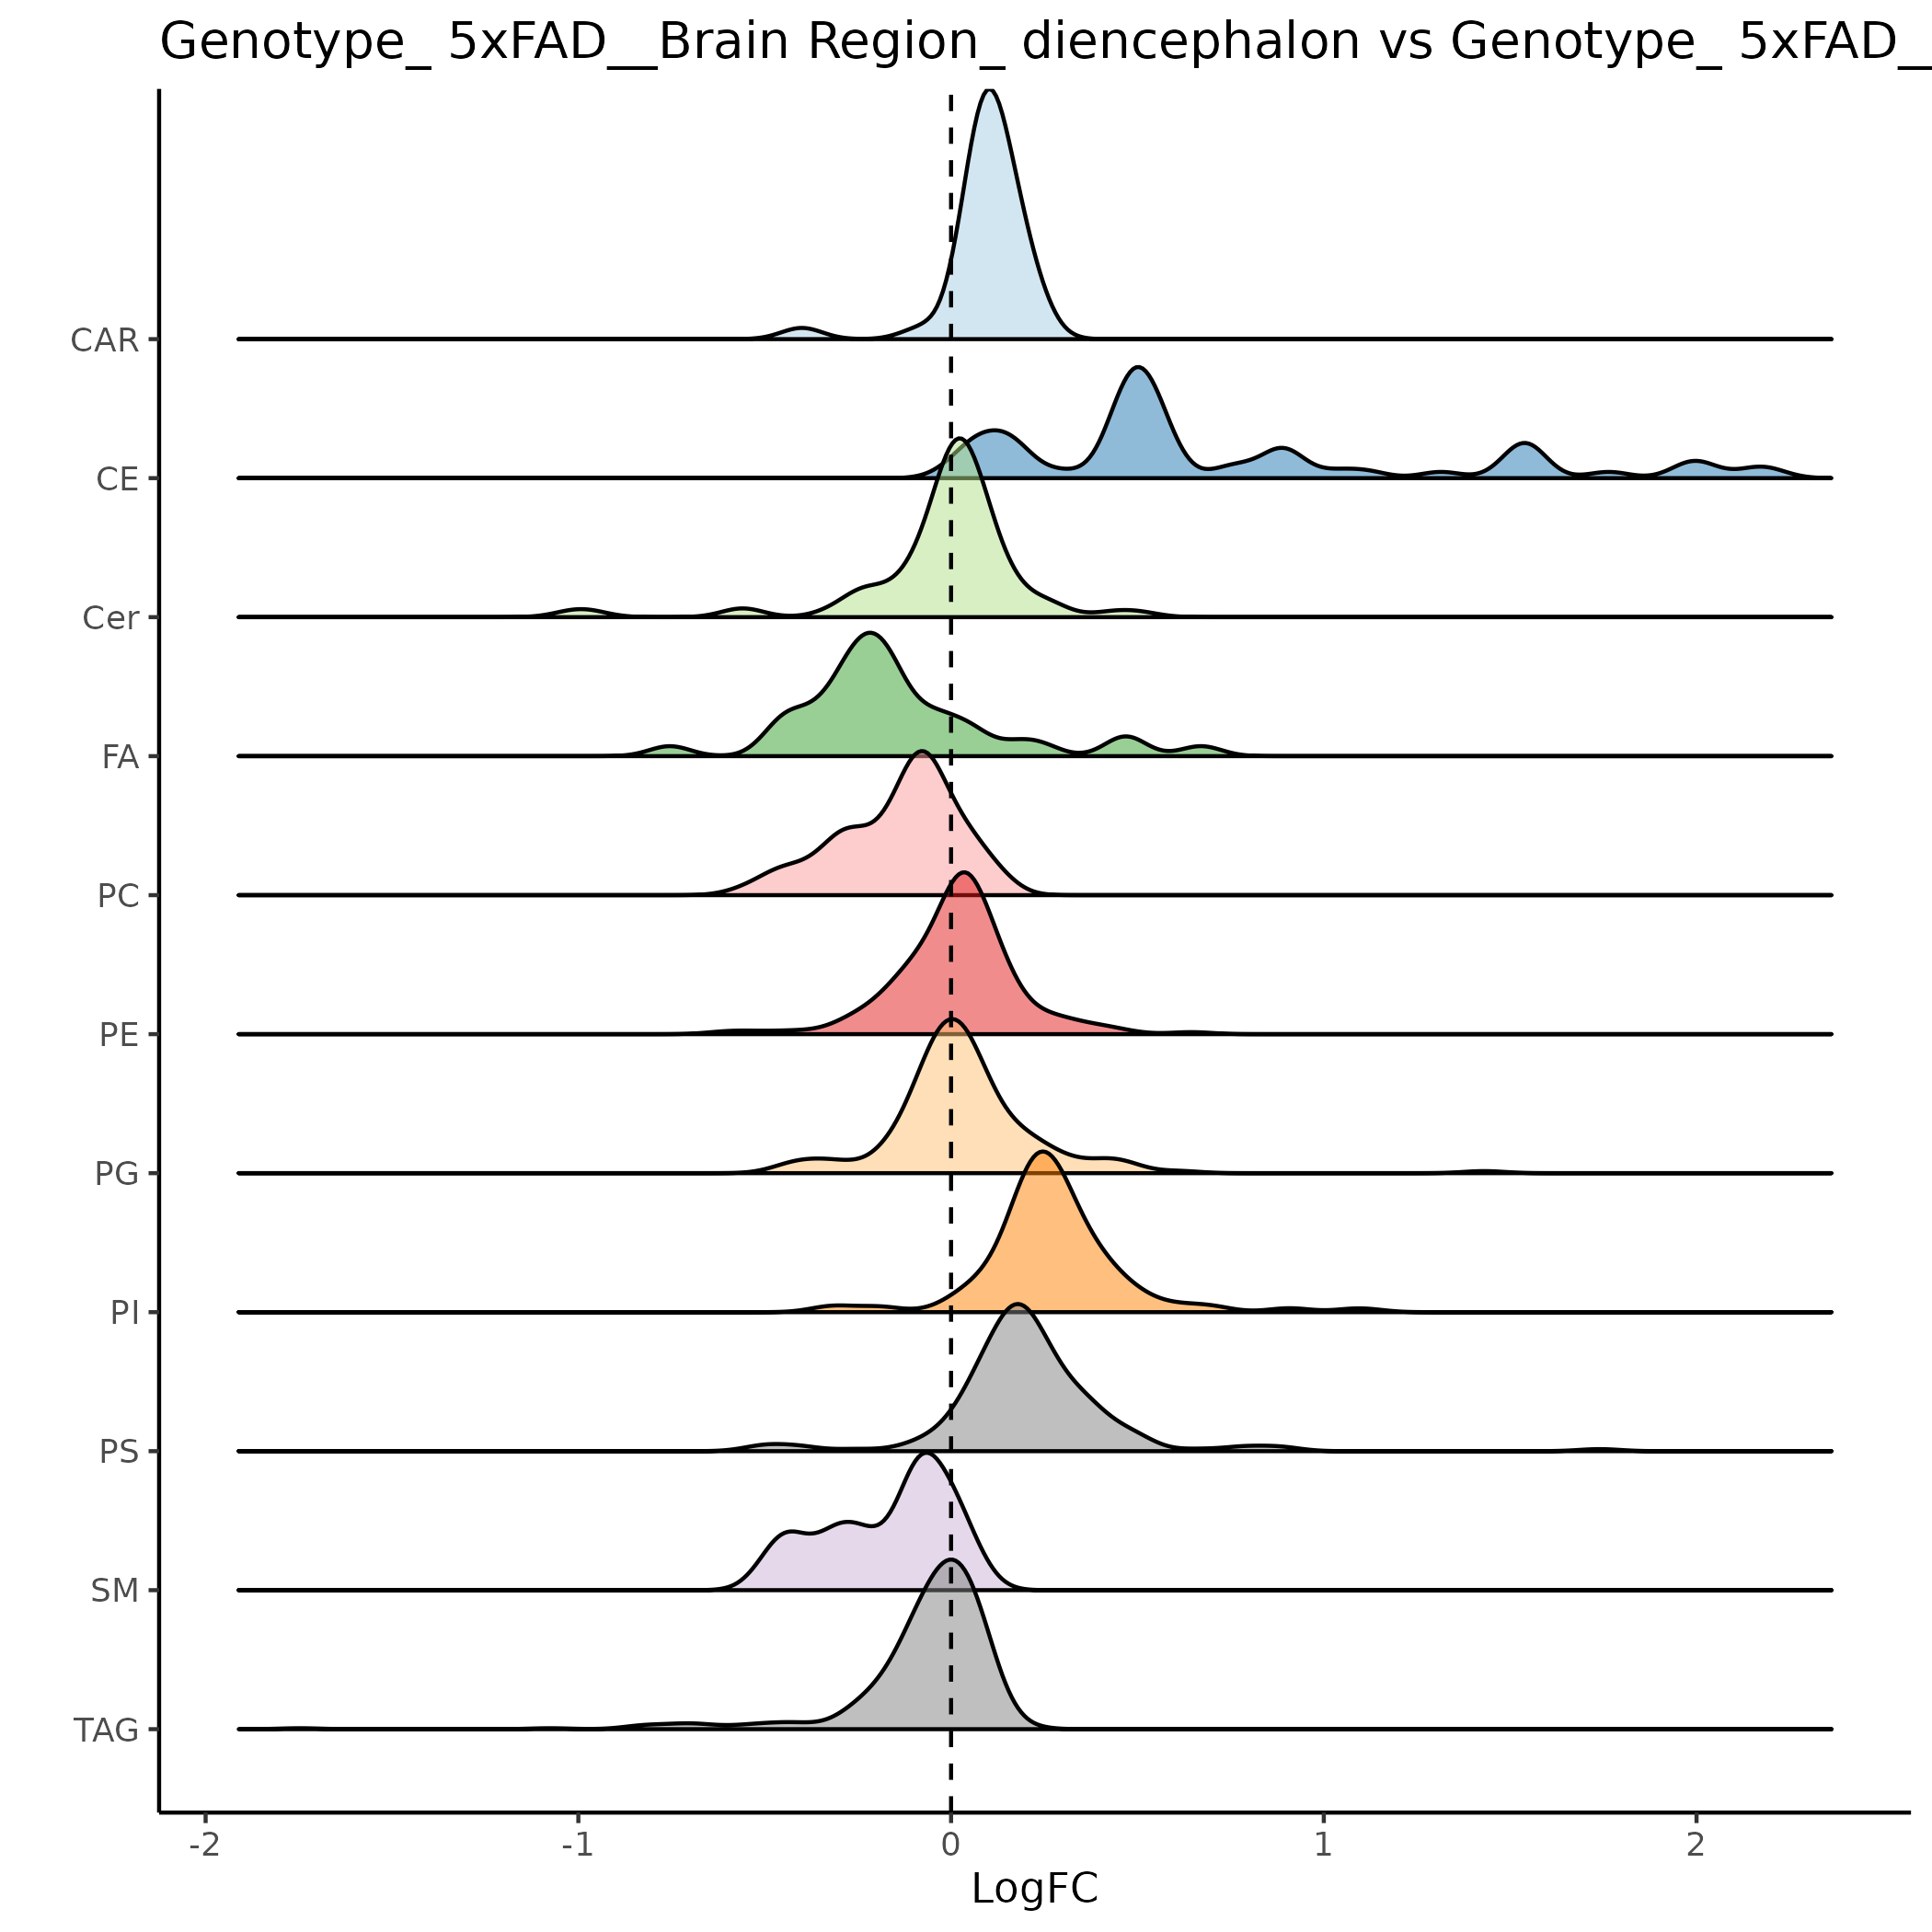 Genotype_ 5xFAD__Brain Region_ diencephalon vs Genotype_ 5xFAD__
CAR
CE
Cer
FA
PC
PE
PG
PI
PS
SM
TAG
-2 -1 0 1 2
LogFC